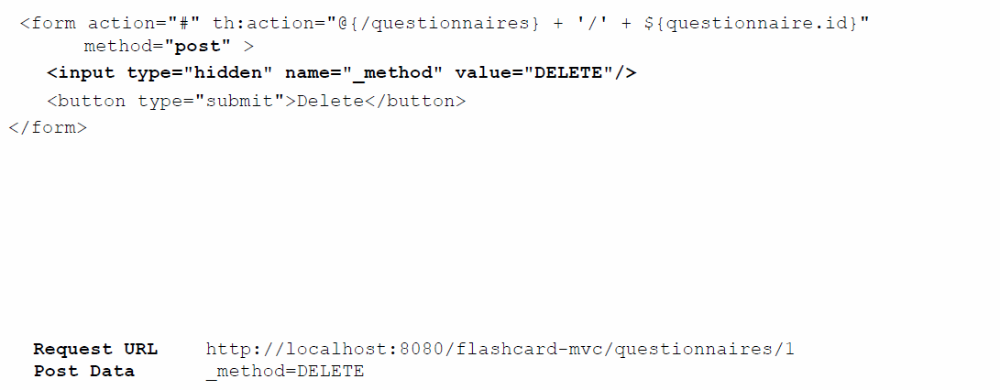 <form action="#" th:action="@{/questionnaires} + '/' + ${questionnaire.id}"
method="post" >
<input type="hidden" name="_method" value="DELETE"/>
<button type="submit">Delete</button>
</form>
Request URL http://localhost:8080/flashcard-mvc/questionnaires/1
Post Data _method=DELETE